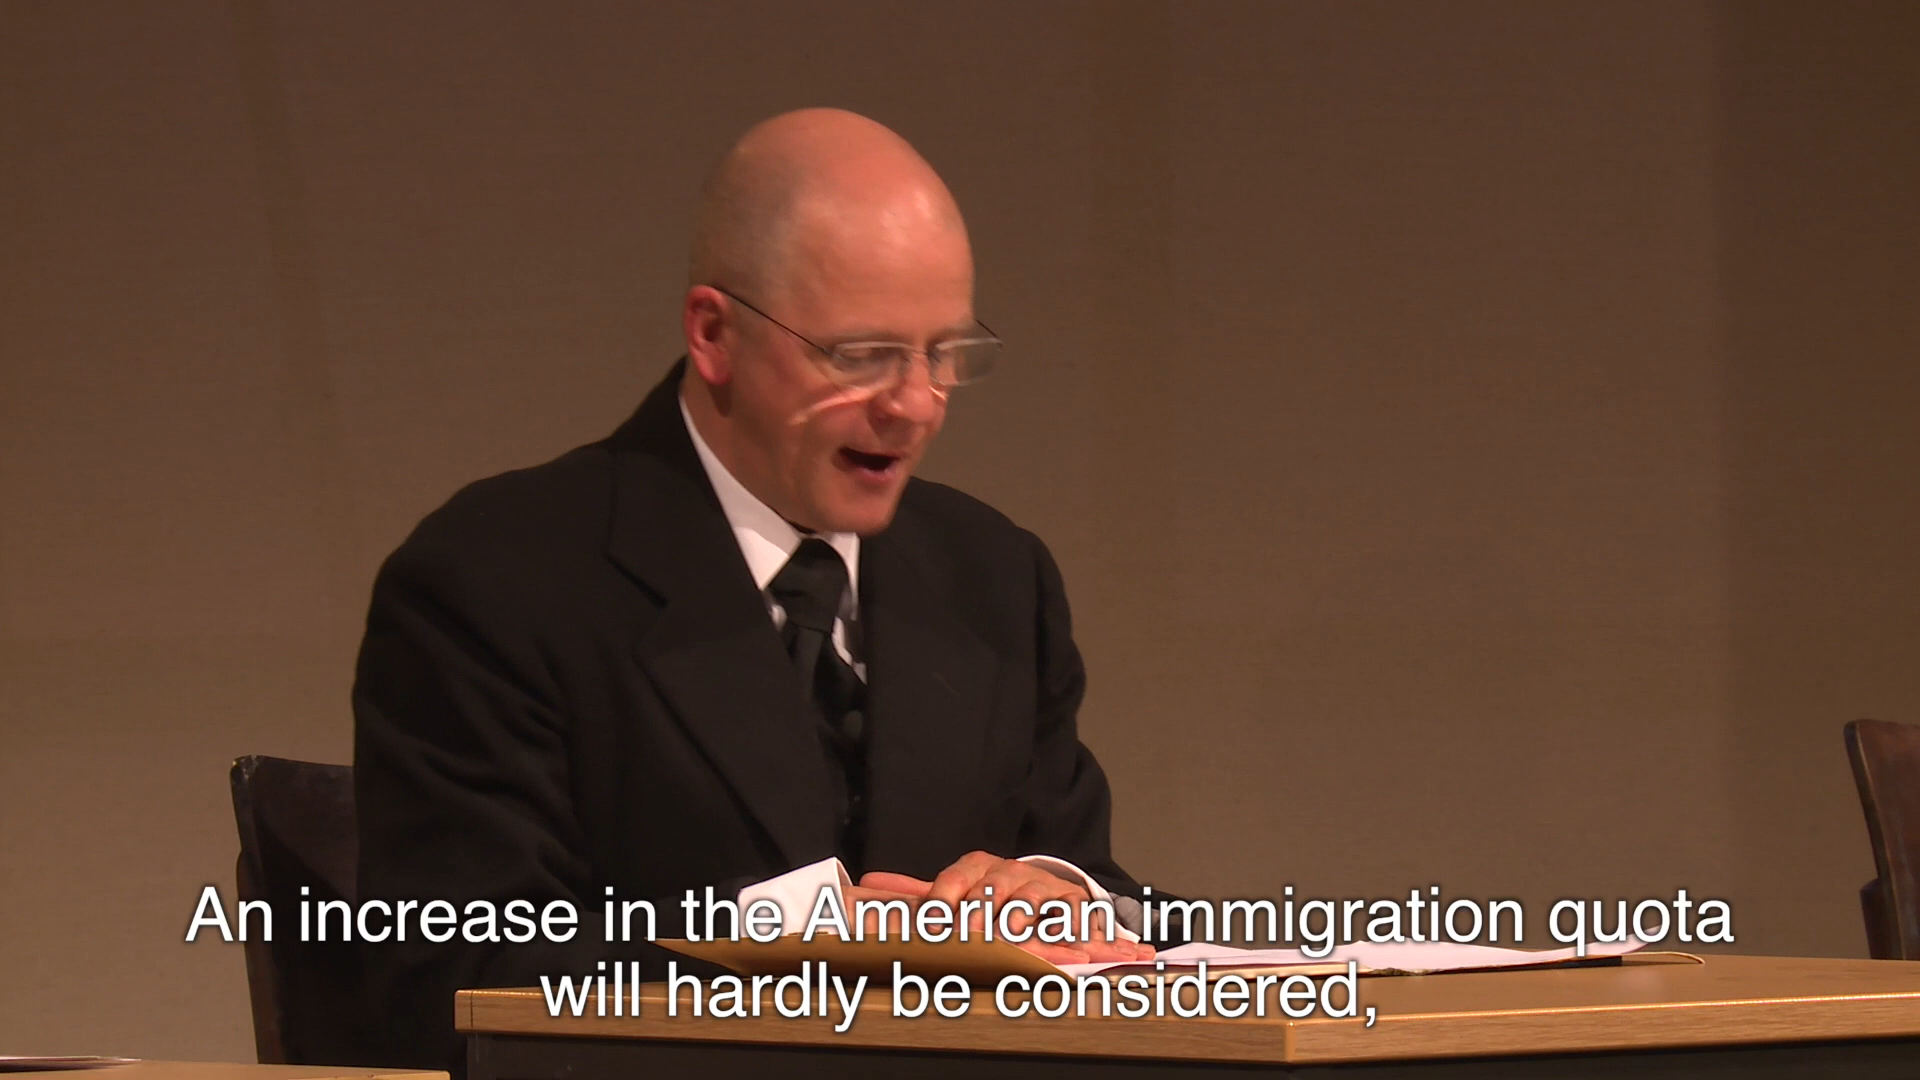 An increase in the American immigration quota
will hardly be considered,